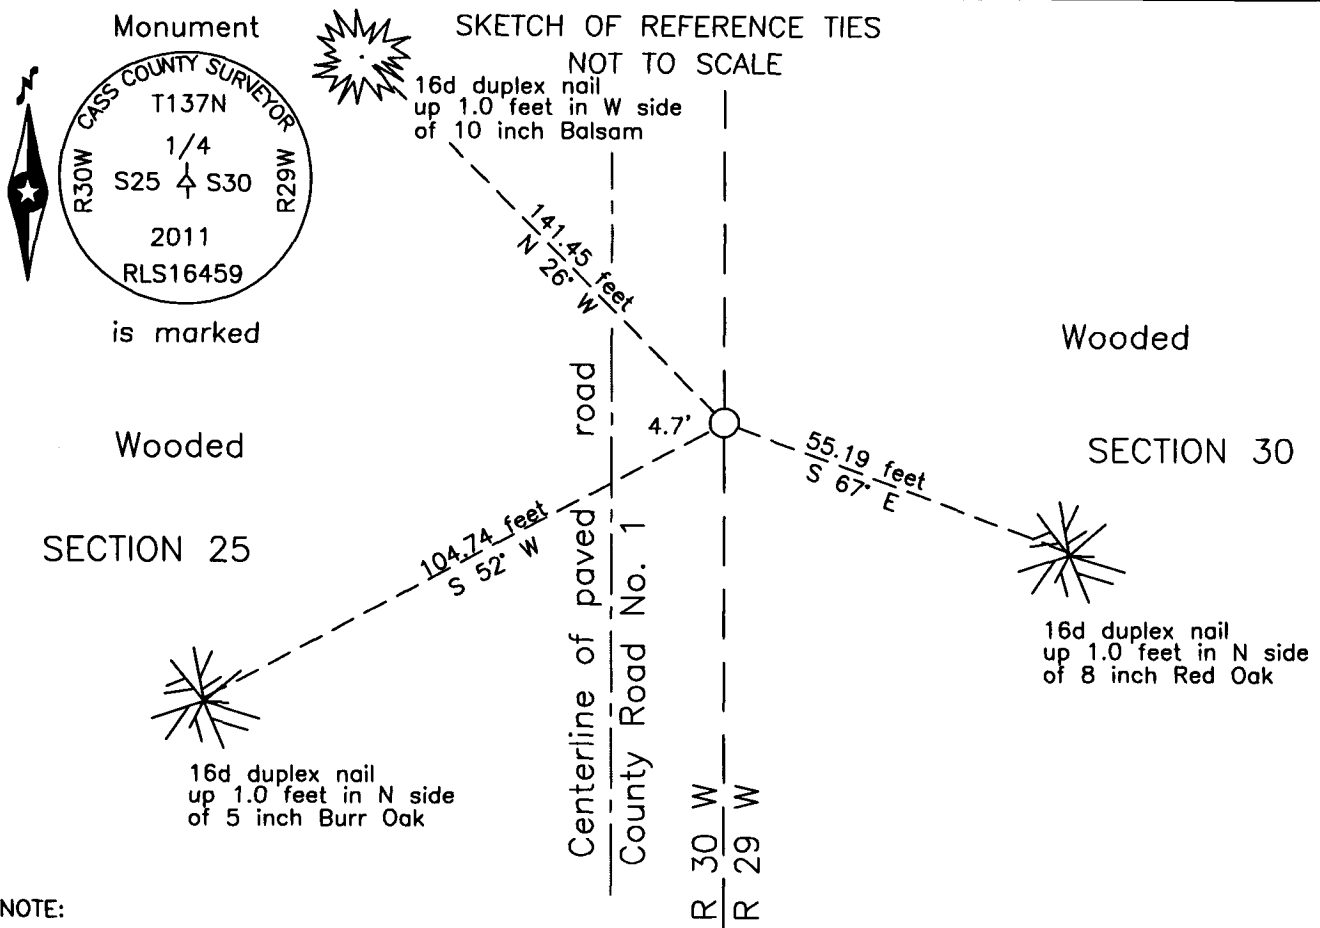 SKETCH OF REFERENCE TIES
NOT TO SCALE
Monument
N
CASS COUNTY SURVEYOR
T137N
1/4
R30W
S25
S30
R29W
2011
RLS16459
is marked
16d duplex nail
up 1.0 feet in W side
of 10 inch Balsam
141.45 feet
N 26° W
Wooded
Wooded
4.7'
55.19 feet
S 67° E
SECTION 30
SECTION 25
104.74 feet
S 52° W
16d duplex nail
up 1.0 feet in N side
of 8 inch Red Oak
16d duplex nail
up 1.0 feet in N side
of 5 inch Burr Oak
Centerline of paved road
County Road No. 1
R 30 W
R 29 W
NOTE: